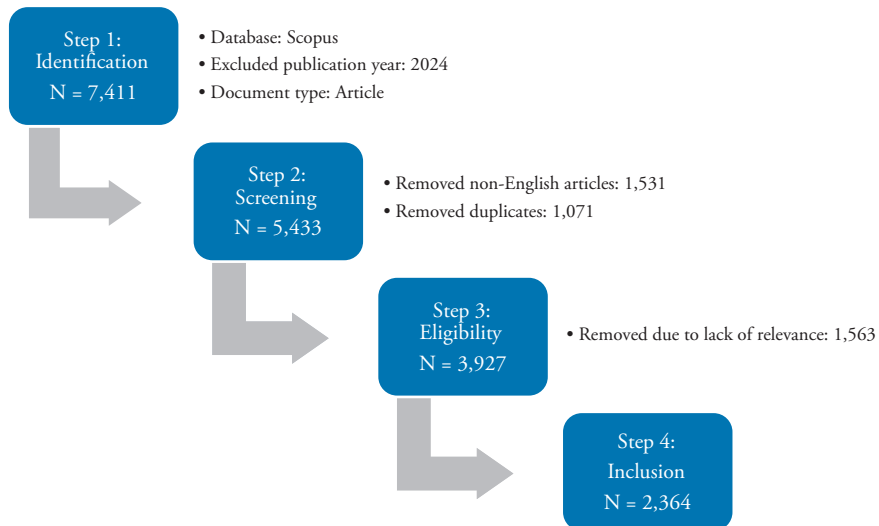 Step 1:
Identification
N = 7,411
• Database: Scopus
• Excluded publication year: 2024
• Document type: Article
Step 2:
Screening
N = 5,433
• Removed non-English articles: 1,531
• Removed duplicates: 1,071
Step 3:
Eligibility
N = 3,927
• Removed due to lack of relevance: 1,563
Step 4:
Inclusion
N = 2,364